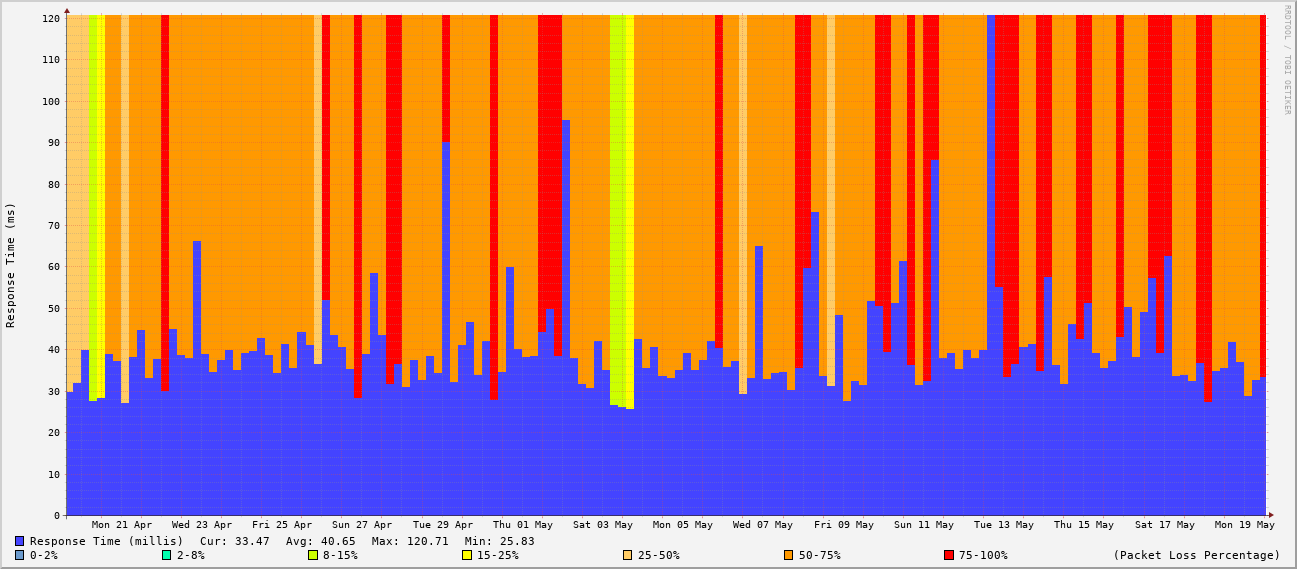 RRDTOOL / TOBI OETIKER
Response Time (ms)
120
110
100
90
80
70
60
50
40
30
20
10
0
Mon 21 Apr Wed 23 Apr Fri 25 Apr Sun 27 Apr Tue 29 Apr Thu 01 May Sat 03 May Mon 05 May Wed 07 May Fri 09 May Sun 11 May Tue 13 May Thu 15 May Sat 17 May Mon 19 May
Response Time (millis) Cur: 33.47 Avg: 40.65 Max: 120.71 Min: 25.83
0-2% 2-8% 8-15% 15-25% 25-50% 50-75% 75-100% (Packet Loss Percentage)